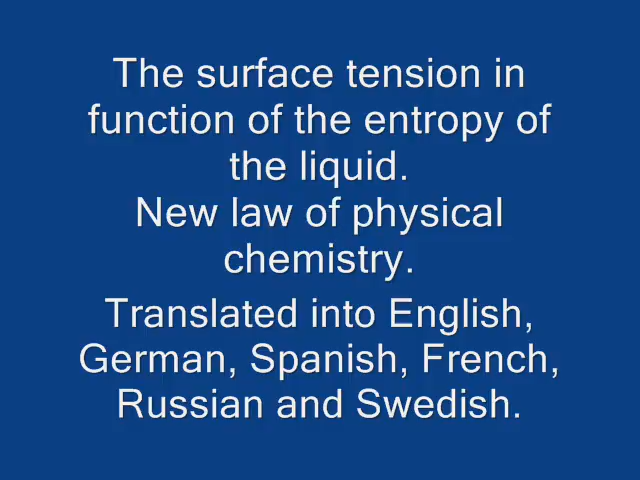 The surface tension in
function of the entropy of
the liquid.
New law of physical
chemistry.
Translated into English,
German, Spanish, French,
Russian and Swedish.